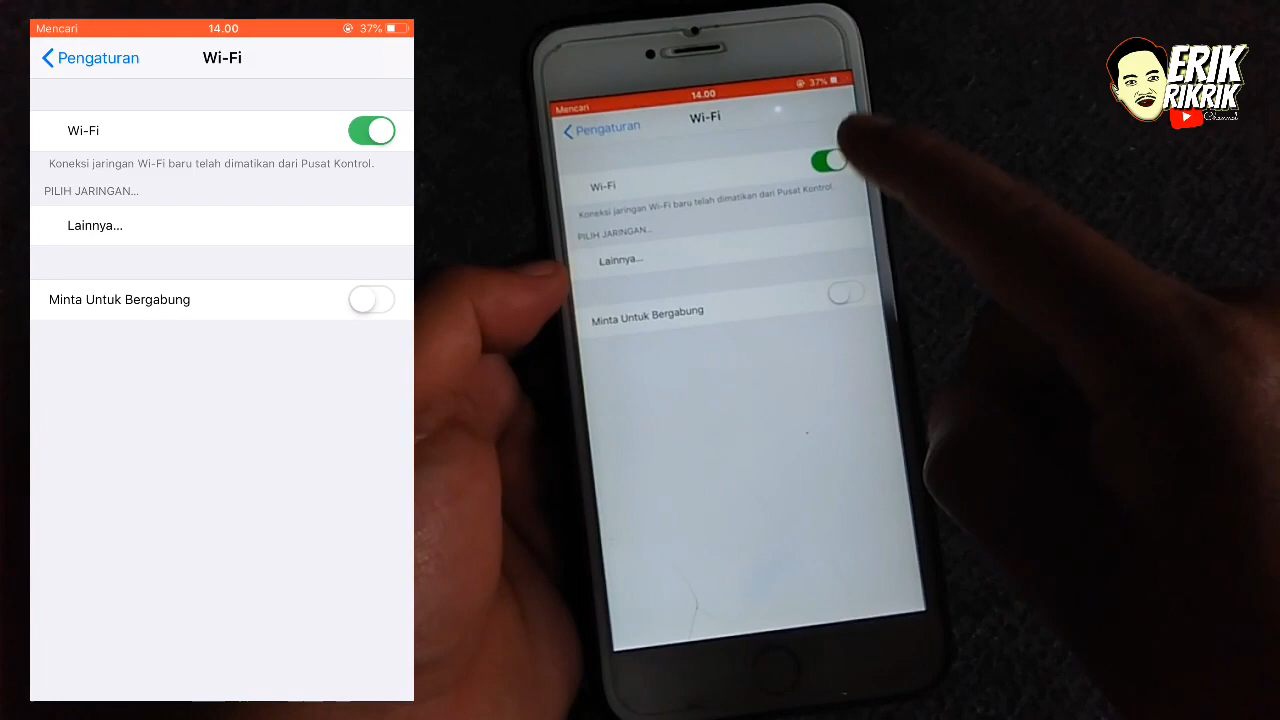 Mencari 14.00 37%
Pengaturan Wi-Fi
Wi-Fi
Koneksi jaringan Wi-Fi baru telah dimatikan dari Pusat Kontrol.
PILIH JARINGAN...
Lainnya...
Minta Untuk Bergabung
Mencari 14.00 37%
Pengaturan Wi-Fi
Wi-Fi
Koneksi jaringan Wi-Fi baru telah dimatikan dari Pusat Kontrol.
PILIH JARINGAN...
Lainnya...
Minta Untuk Bergabung
ERIK
RIKRIK
Channel